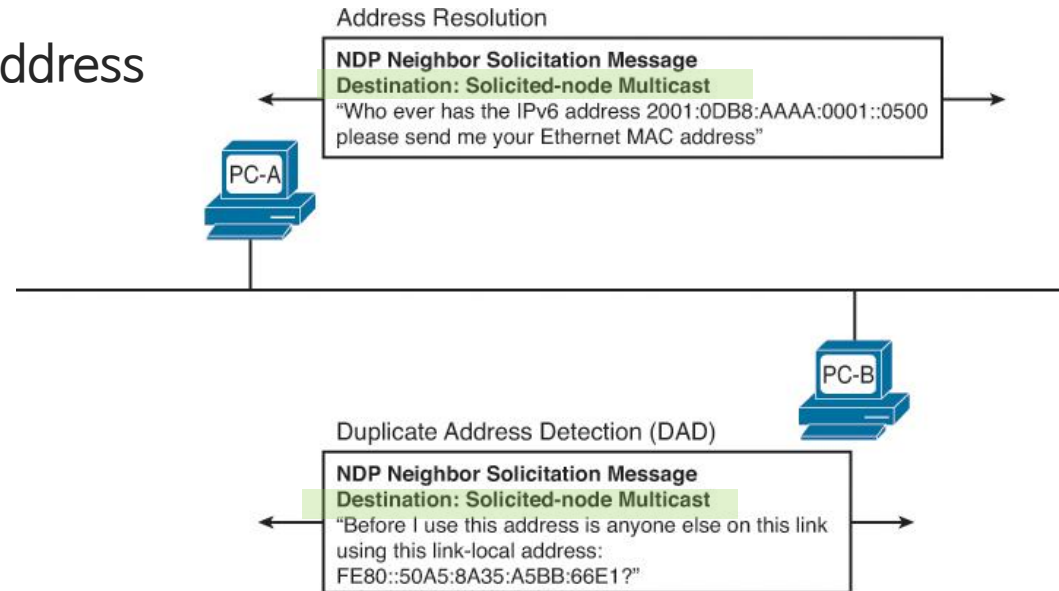 ddress
Address Resolution
NDP Neighbor Solicitation Message
Destination: Solicited-node Multicast
“Who ever has the IPv6 address 2001:0DB8:AAAA:0001::0500
please send me your Ethernet MAC address”
PC-A
PC-B
Duplicate Address Detection (DAD)
NDP Neighbor Solicitation Message
Destination: Solicited-node Multicast
“Before I use this address is anyone else on this link
using this link-local address:
FE80::50A5:8A35:A5BB:66E1?”